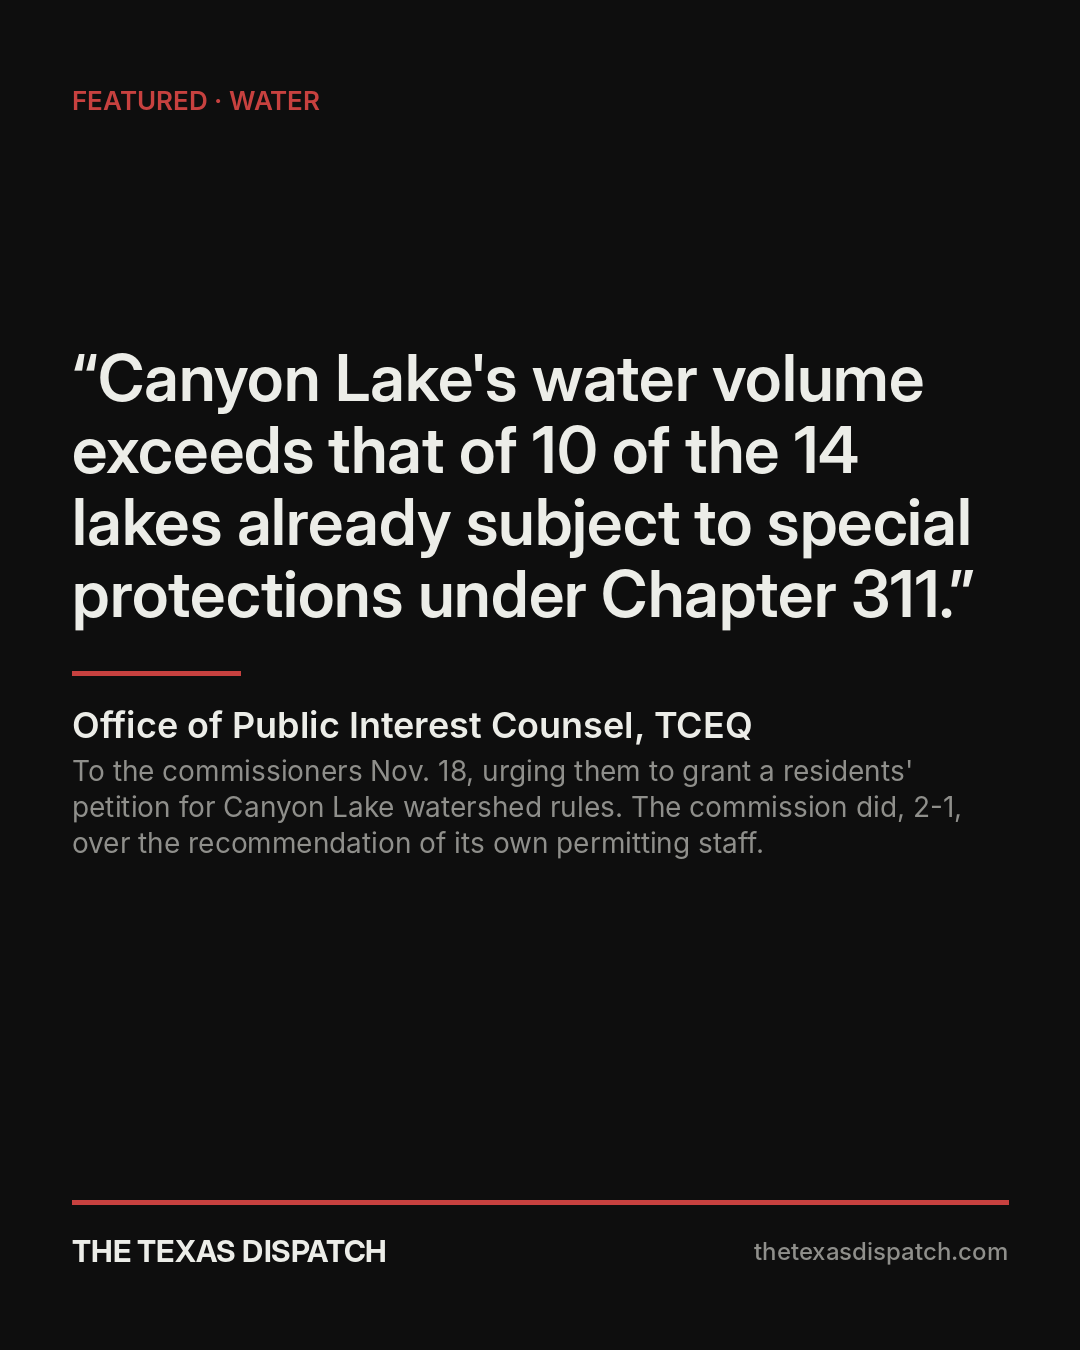 FEATURED · WATER
“Canyon Lake's water volume
exceeds that of 10 of the 14
lakes already subject to special
protections under Chapter 311.”
Office of Public Interest Counsel, TCEQ
To the commissioners Nov. 18, urging them to grant a residents'
petition for Canyon Lake watershed rules. The commission did, 2-1,
over the recommendation of its own permitting staff.
THE TEXAS DISPATCH
thetexasdispatch.com